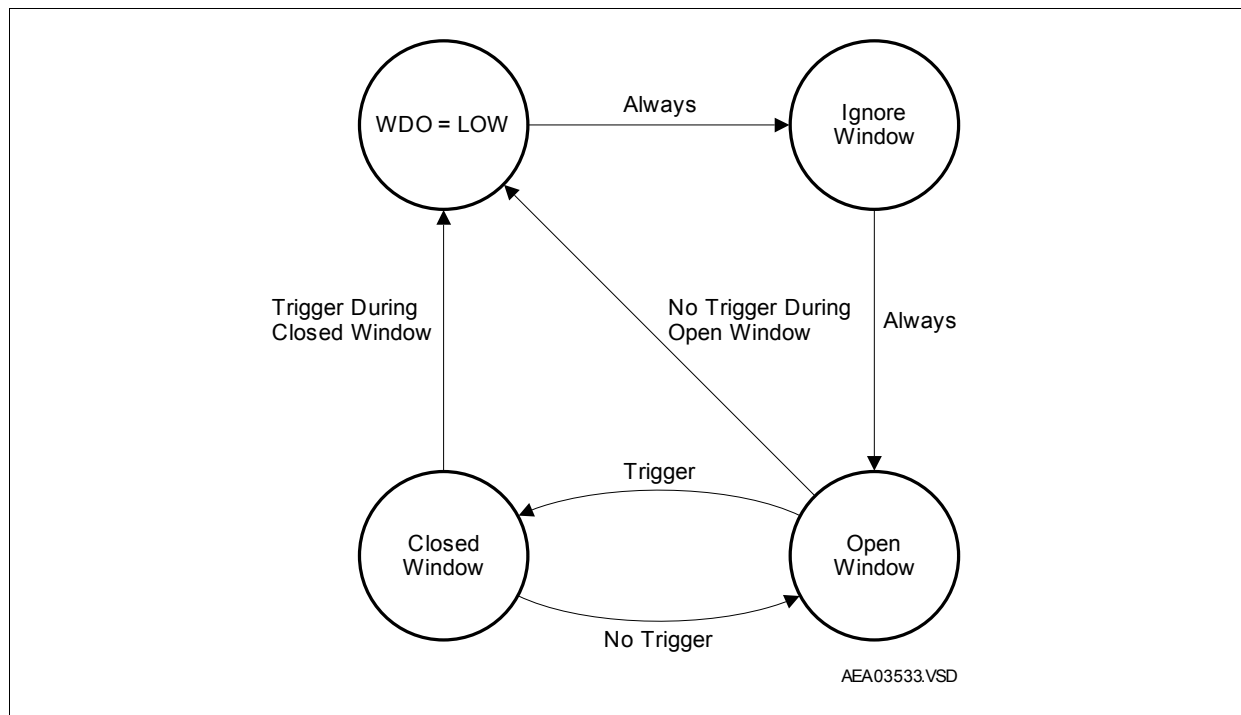 Always
WDO = LOW
Ignore
Window
Trigger During
Closed Window
No Trigger During
Open Window
Always
Trigger
Closed
Window
Open
Window
No Trigger
AEA03533.VSD